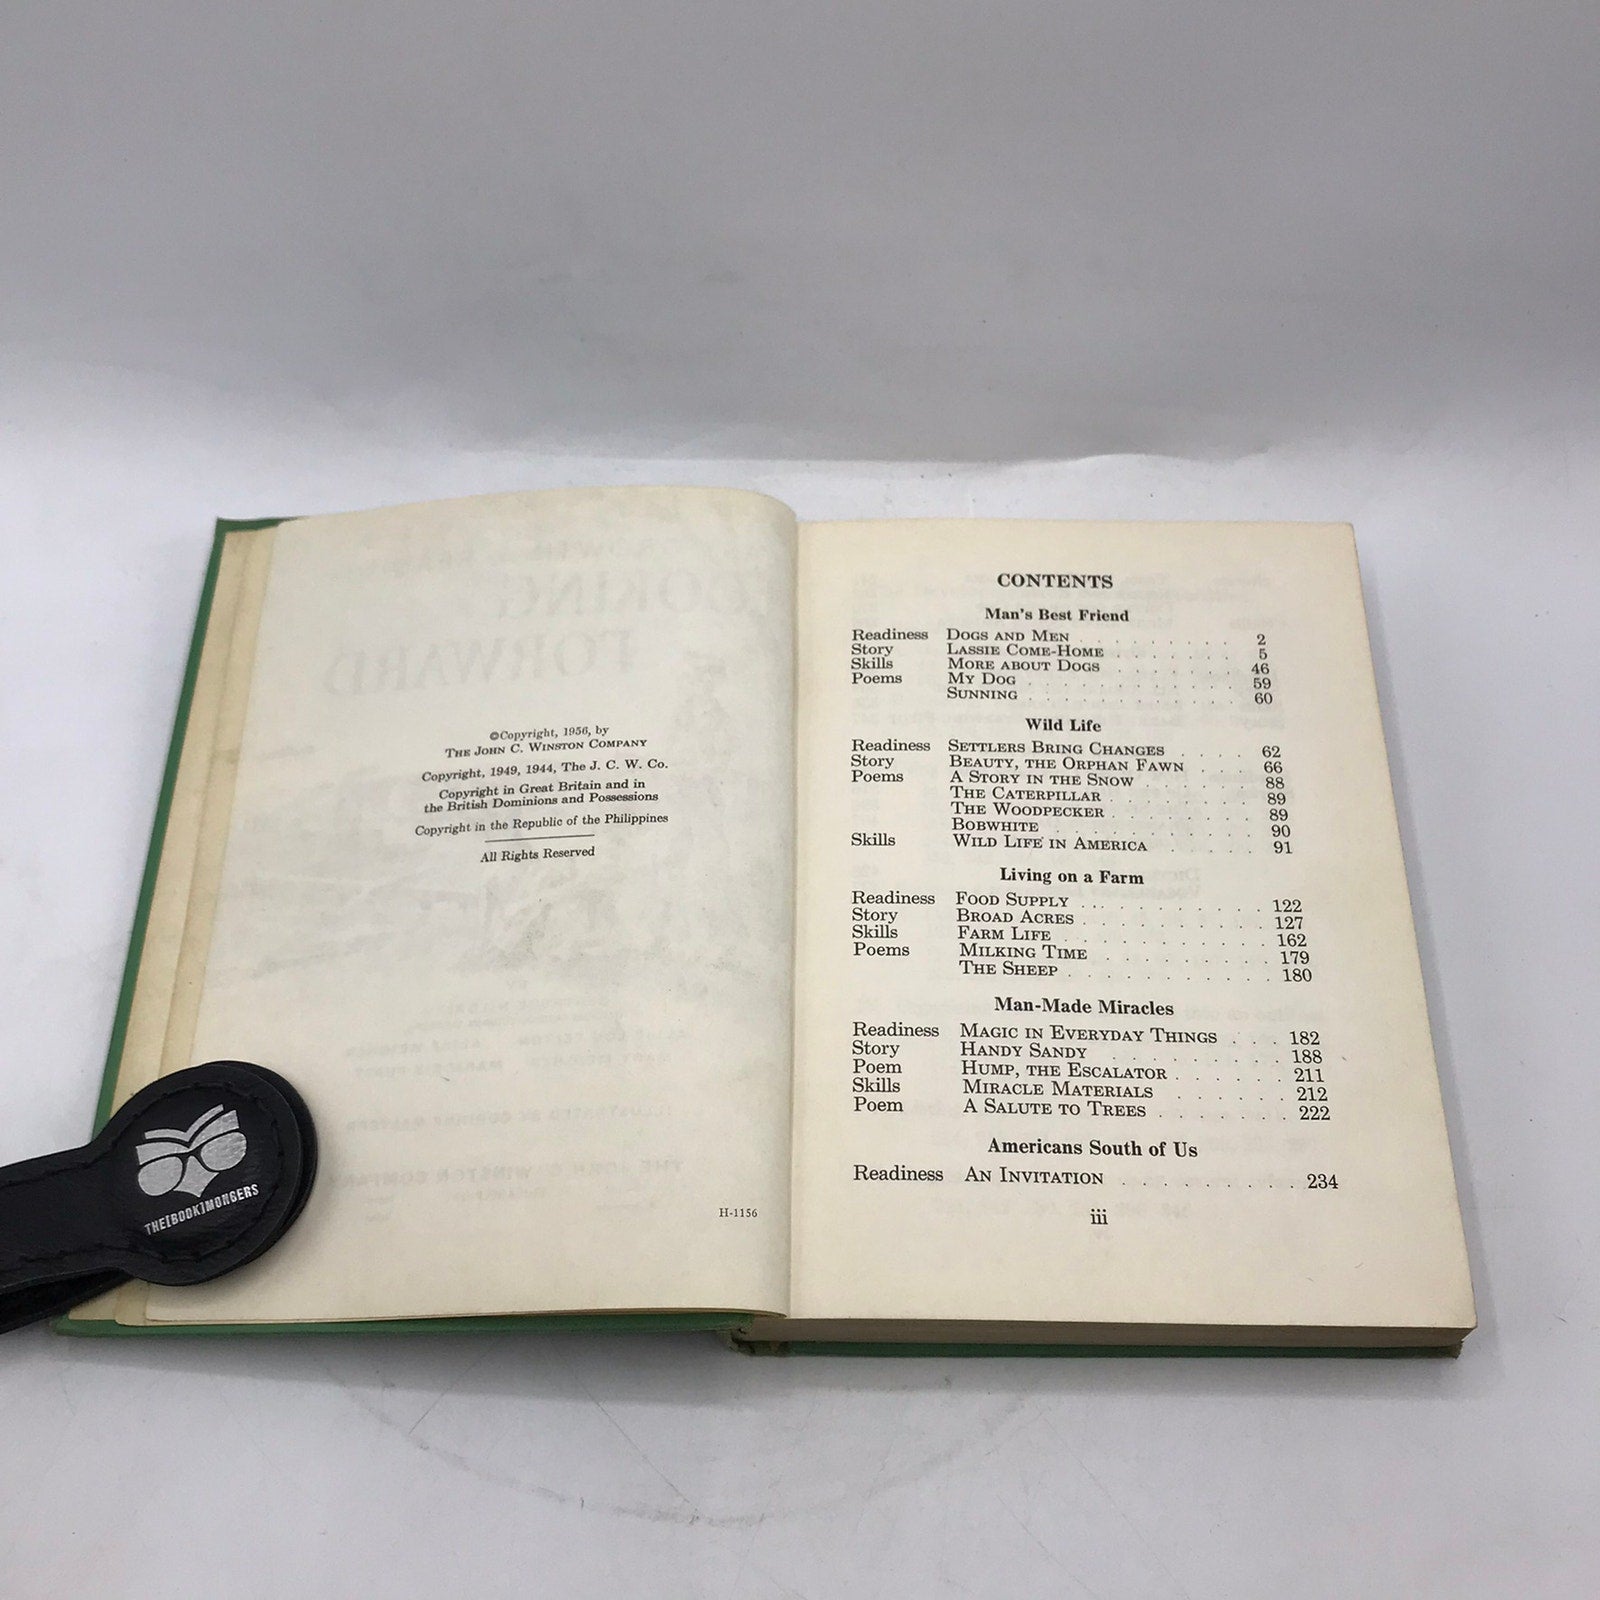 ©Copyright, 1956, by
THE JOHN C. WINSTON COMPANY
Copyright, 1949, 1944, The J. C. W. Co.
Copyright in Great Britain and in
the British Dominions and Possessions
Copyright in the Republic of the Philippines
All Rights Reserved
H-1156
THE[BOOK]MONGERS
CONTENTS
Man's Best Friend
Readiness DOGS AND MEN . . . . . . . . . 2
Story LASSIE COME-HOME . . . . . . . 5
Skills MORE ABOUT DOGS . . . . . . . 46
Poems MY DOG . . . . . . . . . . . 59
SUNNING . . . . . . . . . . . 60
Wild Life
Readiness SETTLERS BRING CHANGES . . . . 62
Story BEAUTY, THE ORPHAN FAWN . . . 66
Poems A STORY IN THE SNOW . . . . . . 88
THE CATERPILLAR . . . . . . . . 89
THE WOODPECKER . . . . . . . . 89
BOBWHITE . . . . . . . . . . . 90
Skills WILD LIFE IN AMERICA . . . . . 91
Living on a Farm
Readiness FOOD SUPPLY . . . . . . . . . . 122
Story BROAD ACRES . . . . . . . . . . 127
Skills FARM LIFE . . . . . . . . . . . 162
Poems MILKING TIME . . . . . . . . . 179
THE SHEEP . . . . . . . . . . 180
Man-Made Miracles
Readiness MAGIC IN EVERYDAY THINGS . . . 182
Story HANDY SANDY . . . . . . . . . 188
Poem HUMP, THE ESCALATOR . . . . . . 211
Skills MIRACLE MATERIALS . . . . . . 212
Poem A SALUTE TO TREES . . . . . . . 222
Americans South of Us
Readiness AN INVITATION . . . . . . . . . 234
iii